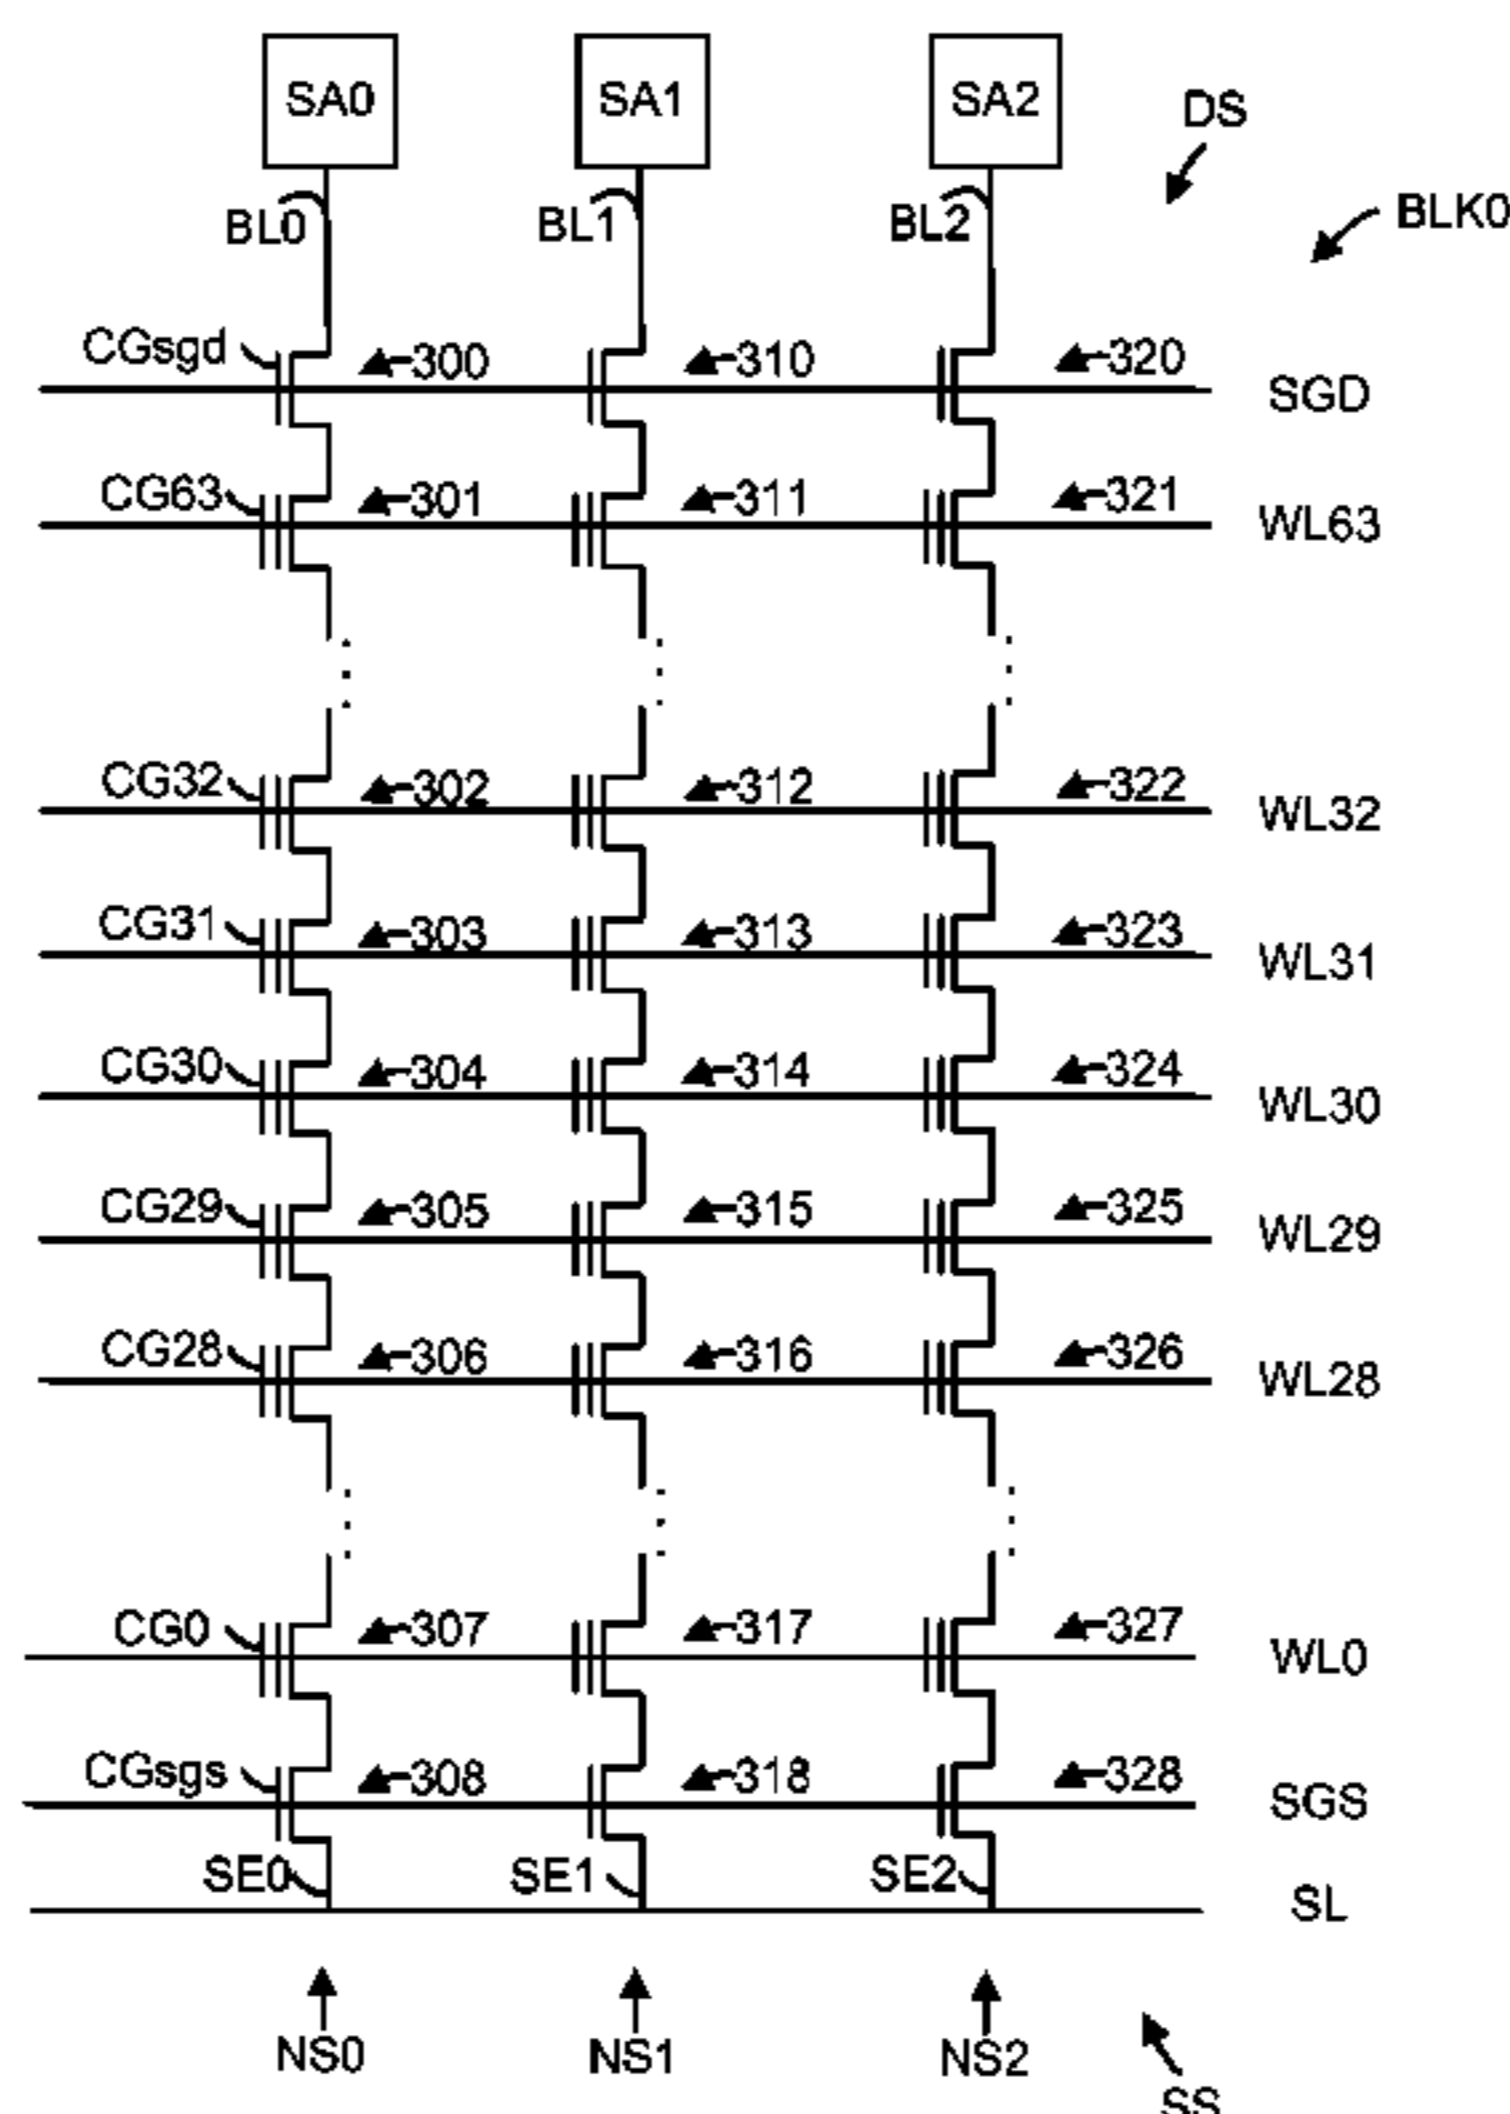 SA0 SA1 SA2
DS
BL0 BL1 BL2
BLK0
CGsgd 300 310 320 SGD
CG63 301 311 321 WL63
CG32 302 312 322 WL32
CG31 303 313 323 WL31
CG30 304 314 324 WL30
CG29 305 315 325 WL29
CG28 306 316 326 WL28
CG0 307 317 327 WL0
CGsgs 308 318 328 SGS
SE0 SE1 SE2
SL
NS0 NS1 NS2
SS